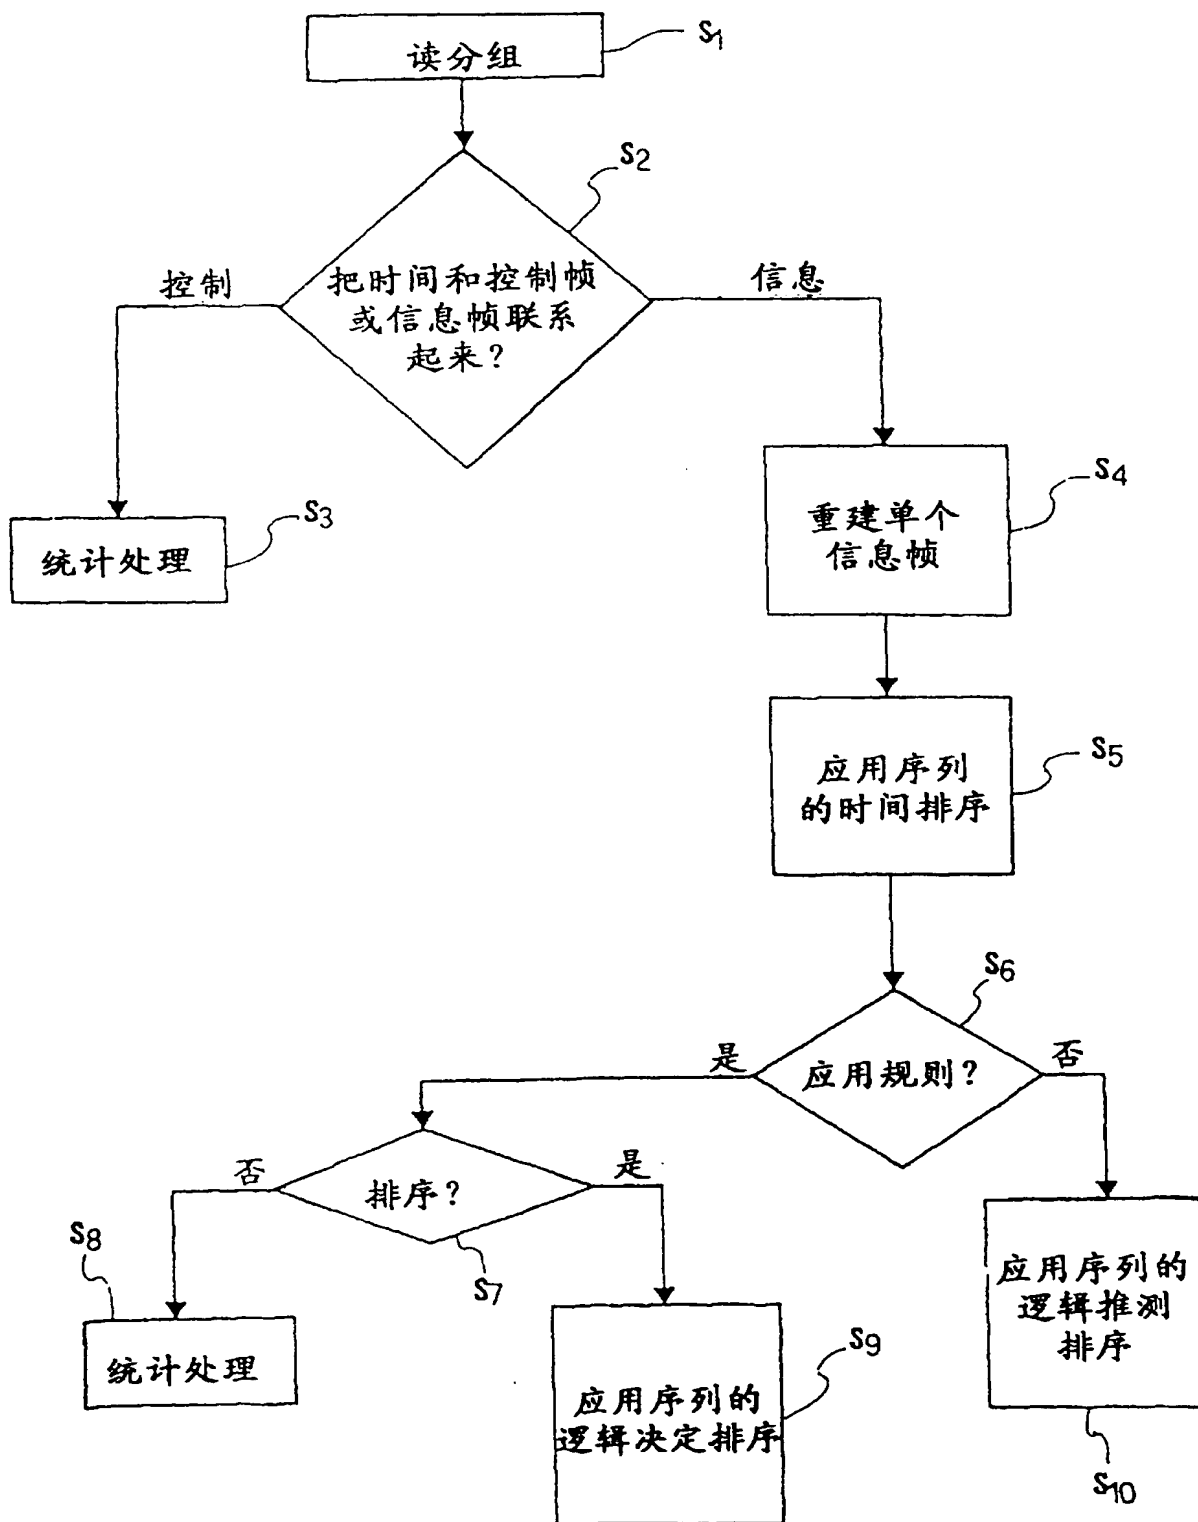 读分组
S1
S2
控制
把时间和控制帧
或信息帧联系
起来?
信息
S3
统计处理
S4
重建单个
信息帧
S5
应用序列
的时间排序
S6
是
应用规则?
否
否
排序?
是
S7
S8
统计处理
S9
应用序列的
逻辑决定排序
应用序列的
逻辑推测
排序
S10